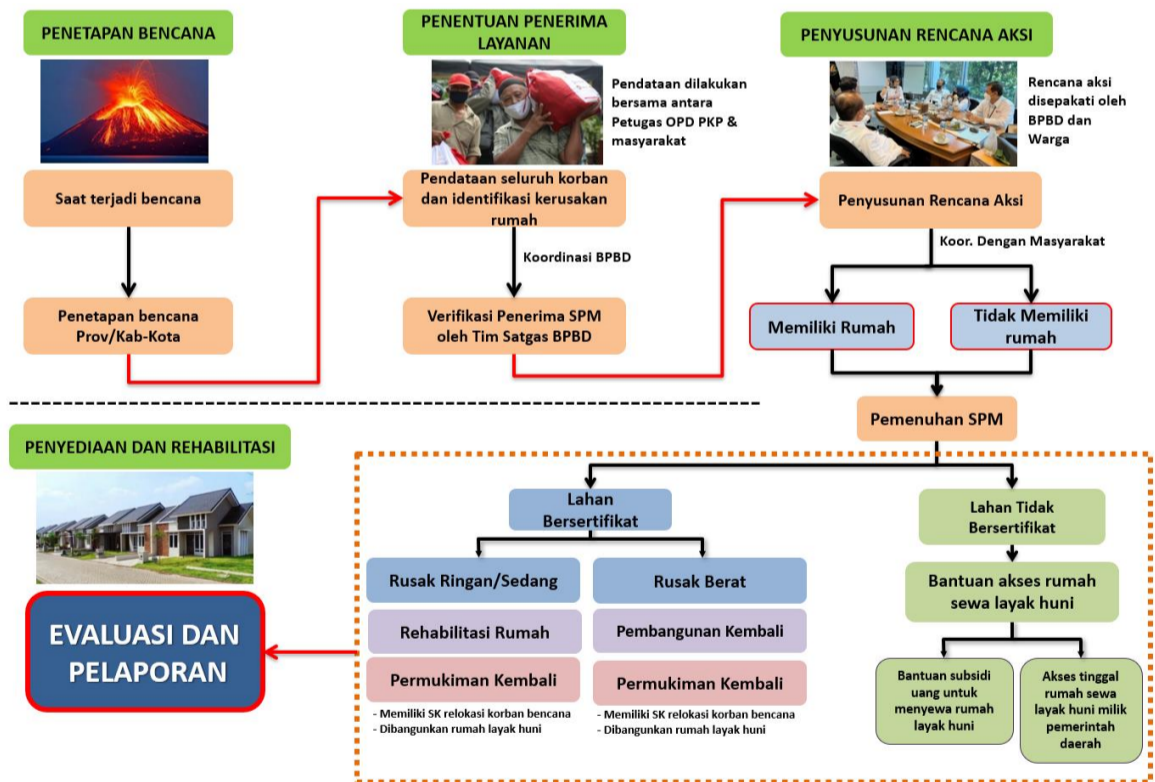 PENETAPAN BENCANA
Saat terjadi bencana
Penetapan bencana
Prov/Kab-Kota
PENENTUAN PENERIMA
LAYANAN
Pendataan dilakukan
bersama antara
Petugas OPD PKP &
masyarakat
Pendataan seluruh korban
dan identifikasi kerusakan
rumah
Koordinasi BPBD
Verifikasi Penerima SPM
oleh Tim Satgas BPBD
PENYUSUNAN RENCANA AKSI
Rencana aksi
disepakati oleh
BPBD dan
Warga
Penyusunan Rencana Aksi
Koor. Dengan Masyarakat
Memiliki Rumah
Tidak Memiliki
rumah
Pemenuhan SPM
PENYEDIAAN DAN REHABILITASI
Lahan
Bersertifikat
Rusak Ringan/Sedang
Rehabilitasi Rumah
Permukiman Kembali
- Memiliki SK relokasi korban bencana
- Dibangunkan rumah layak huni
Rusak Berat
Pembangunan Kembali
Permukiman Kembali
- Memiliki SK relokasi korban bencana
- Dibangunkan rumah layak huni
Lahan Tidak
Bersertifikat
Bantuan akses rumah
sewa layak huni
Bantuan subsidi
uang untuk
menyewa rumah
layak huni
Akses tinggal
rumah sewa
layak huni milik
pemerintah
daerah
EVALUASI DAN
PELAPORAN